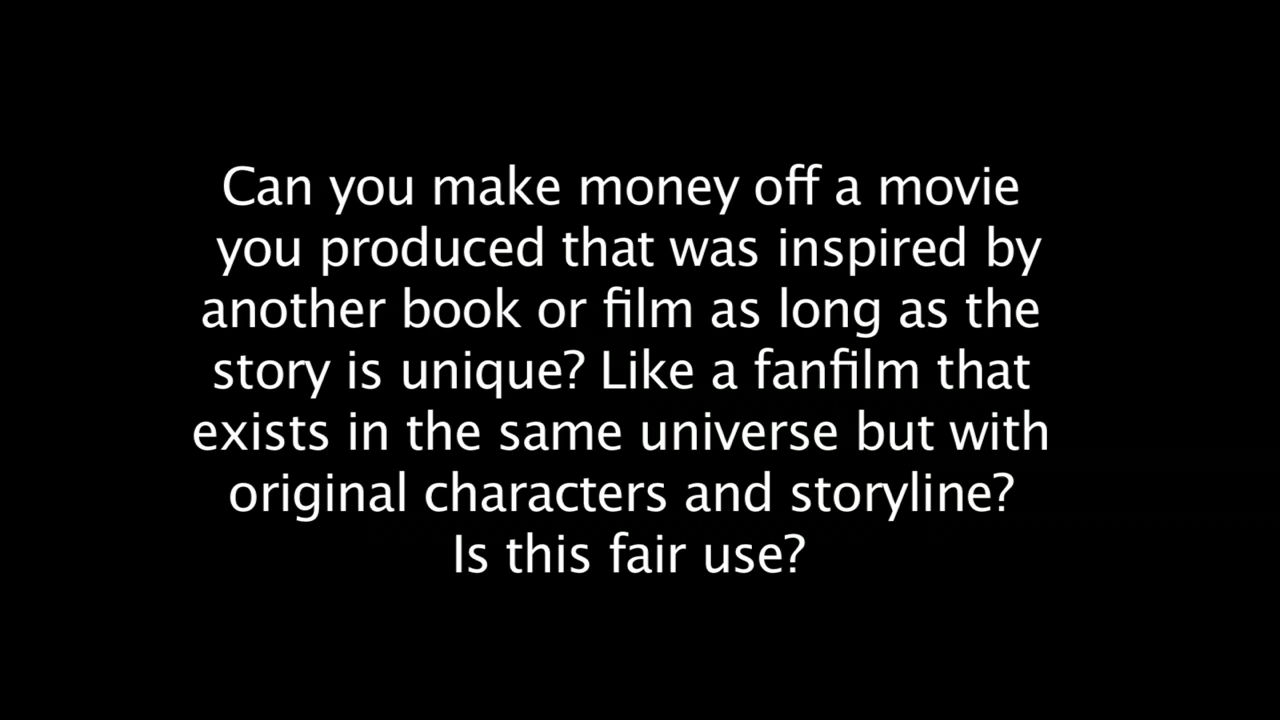 Can you make money off a movie
you produced that was inspired by
another book or film as long as the
story is unique? Like a fanfilm that
exists in the same universe but with
original characters and storyline?
Is this fair use?